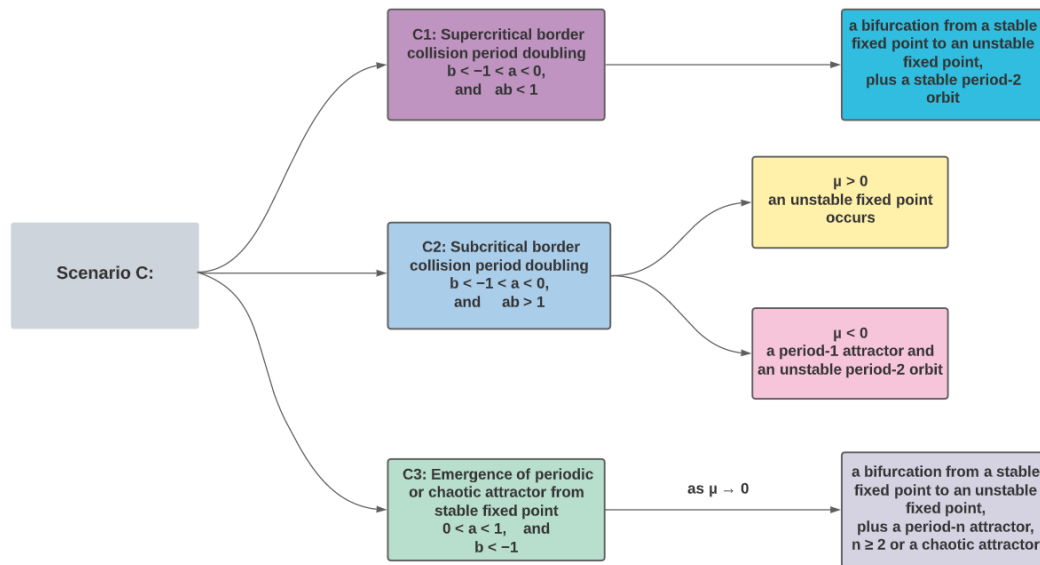 Scenario C:
C1: Supercritical border
collision period doubling
b < −1 < a < 0,
and ab < 1
a bifurcation from a stable
fixed point to an unstable
fixed point,
plus a stable period-2
orbit
C2: Subcritical border
collision period doubling
b < −1 < a < 0,
and ab > 1
μ > 0
an unstable fixed point
occurs
μ < 0
a period-1 attractor and
an unstable period-2 orbit
C3: Emergence of periodic
or chaotic attractor from
stable fixed point
0 < a < 1, and
b < −1
as μ → 0
a bifurcation from a stable
fixed point to an unstable
fixed point,
plus a period-n attractor,
n ≥ 2 or a chaotic attractor